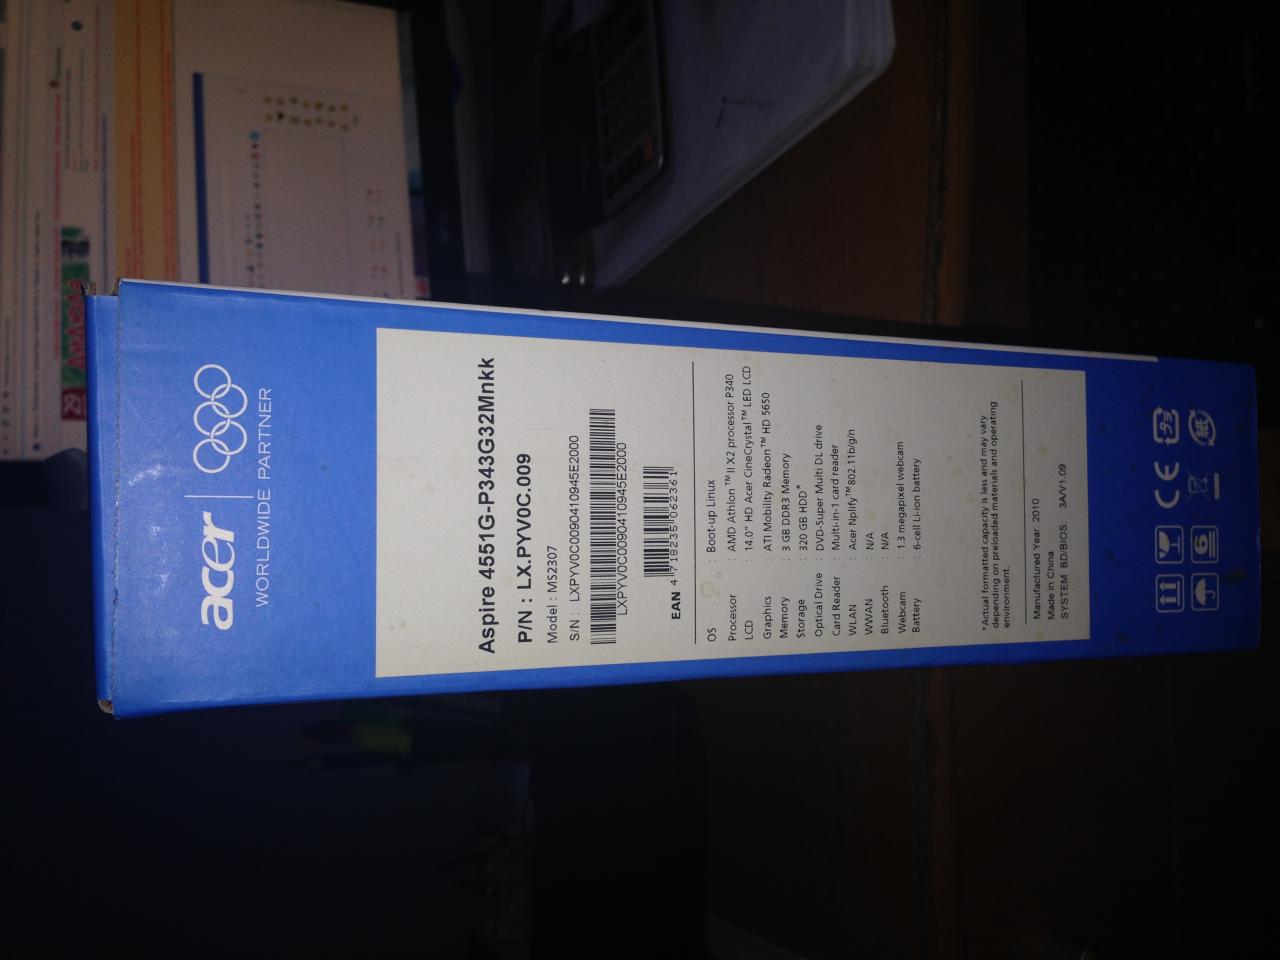 acer
WORLDWIDE PARTNER
Aspire 4551G-P343G32Mnkk
P/N : LX.PYV0C.009
Model : MS2307
S/N : LXPYV0C0090410945E2000
LXPYV0C0090410945E2000
EAN 4 718235 062361
OS : Boot-up Linux
Processor : AMD Athlon™ II X2 processor P340
LCD : 14.0" HD Acer CineCrystal™ LED LCD
Graphics : ATI Mobility Radeon™ HD 5650
Memory : 3 GB DDR3 Memory
Storage : 320 GB HDD*
Optical Drive : DVD-Super Multi DL drive
Card Reader : Multi-in-1 card reader
WLAN : Acer Nplify™ 802.11b/g/n
WWAN : N/A
Bluetooth : N/A
Webcam : 1.3 megapixel webcam
Battery : 6-cell Li-ion battery
*Actual formatted capacity is less and may vary
depending on preloaded materials and operating
environment.
Manufactured Year: 2010
Made in China
SYSTEM BD/BIOS: 3A/V1.09
CE
6
紙
29